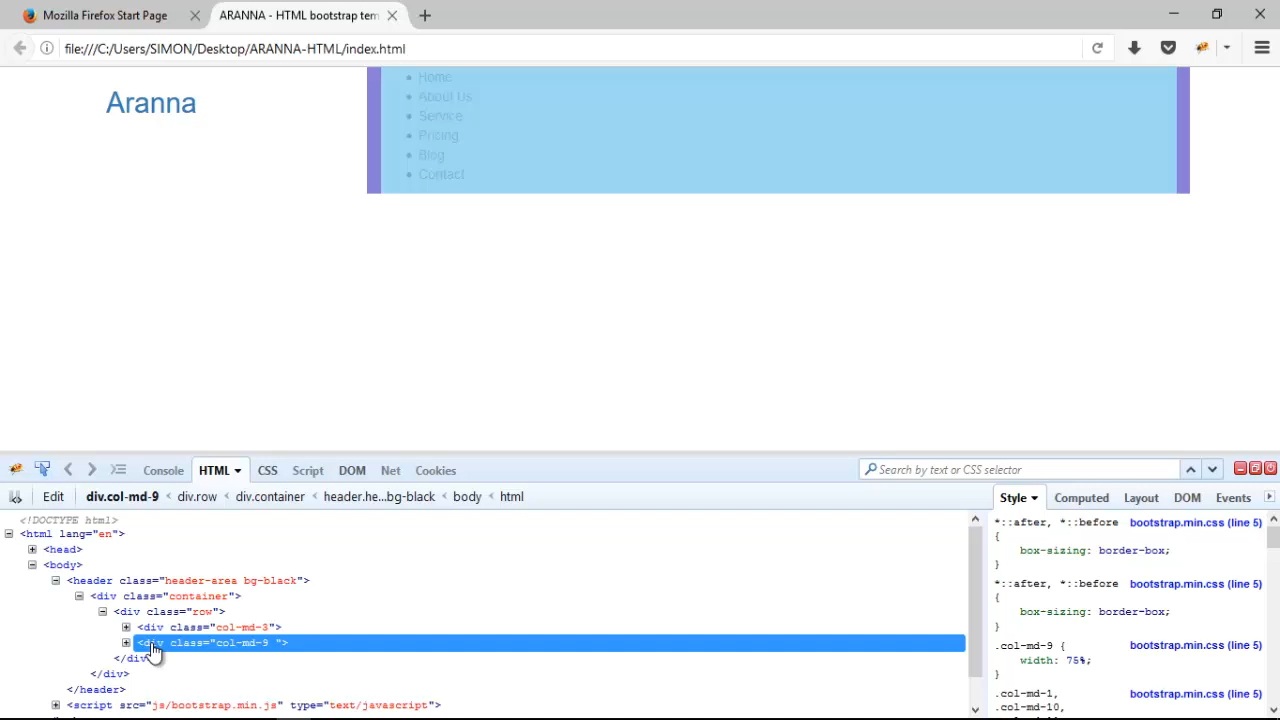 Mozilla Firefox Start Page
ARANNA - HTML bootstrap tem
file:///C:/Users/SIMON/Desktop/ARANNA-HTML/index.html
Aranna
Home
About Us
Service
Pricing
Blog
Contact
Console HTML CSS Script DOM Net Cookies
Search by text or CSS selector
Edit div.col-md-9 < div.row < div.container < header.he...bg-black < body < html
Style Computed Layout DOM Events
<!DOCTYPE html>
<html lang="en">
<head>
<body>
<header class="header-area bg-black">
<div class="container">
<div class="row">
<div class="col-md-3">
<div class="col-md-9 ">
</div>
</div>
</header>
<script src="js/bootstrap.min.js" type="text/javascript">
*::after, *::before bootstrap.min.css (line 5)
{
box-sizing: border-box;
}
*::after, *::before bootstrap.min.css (line 5)
{
box-sizing: border-box;
}
.col-md-9 { bootstrap.min.css (line 5)
width: 75%;
}
.col-md-1, bootstrap.min.css (line 5)
.col-md-10,